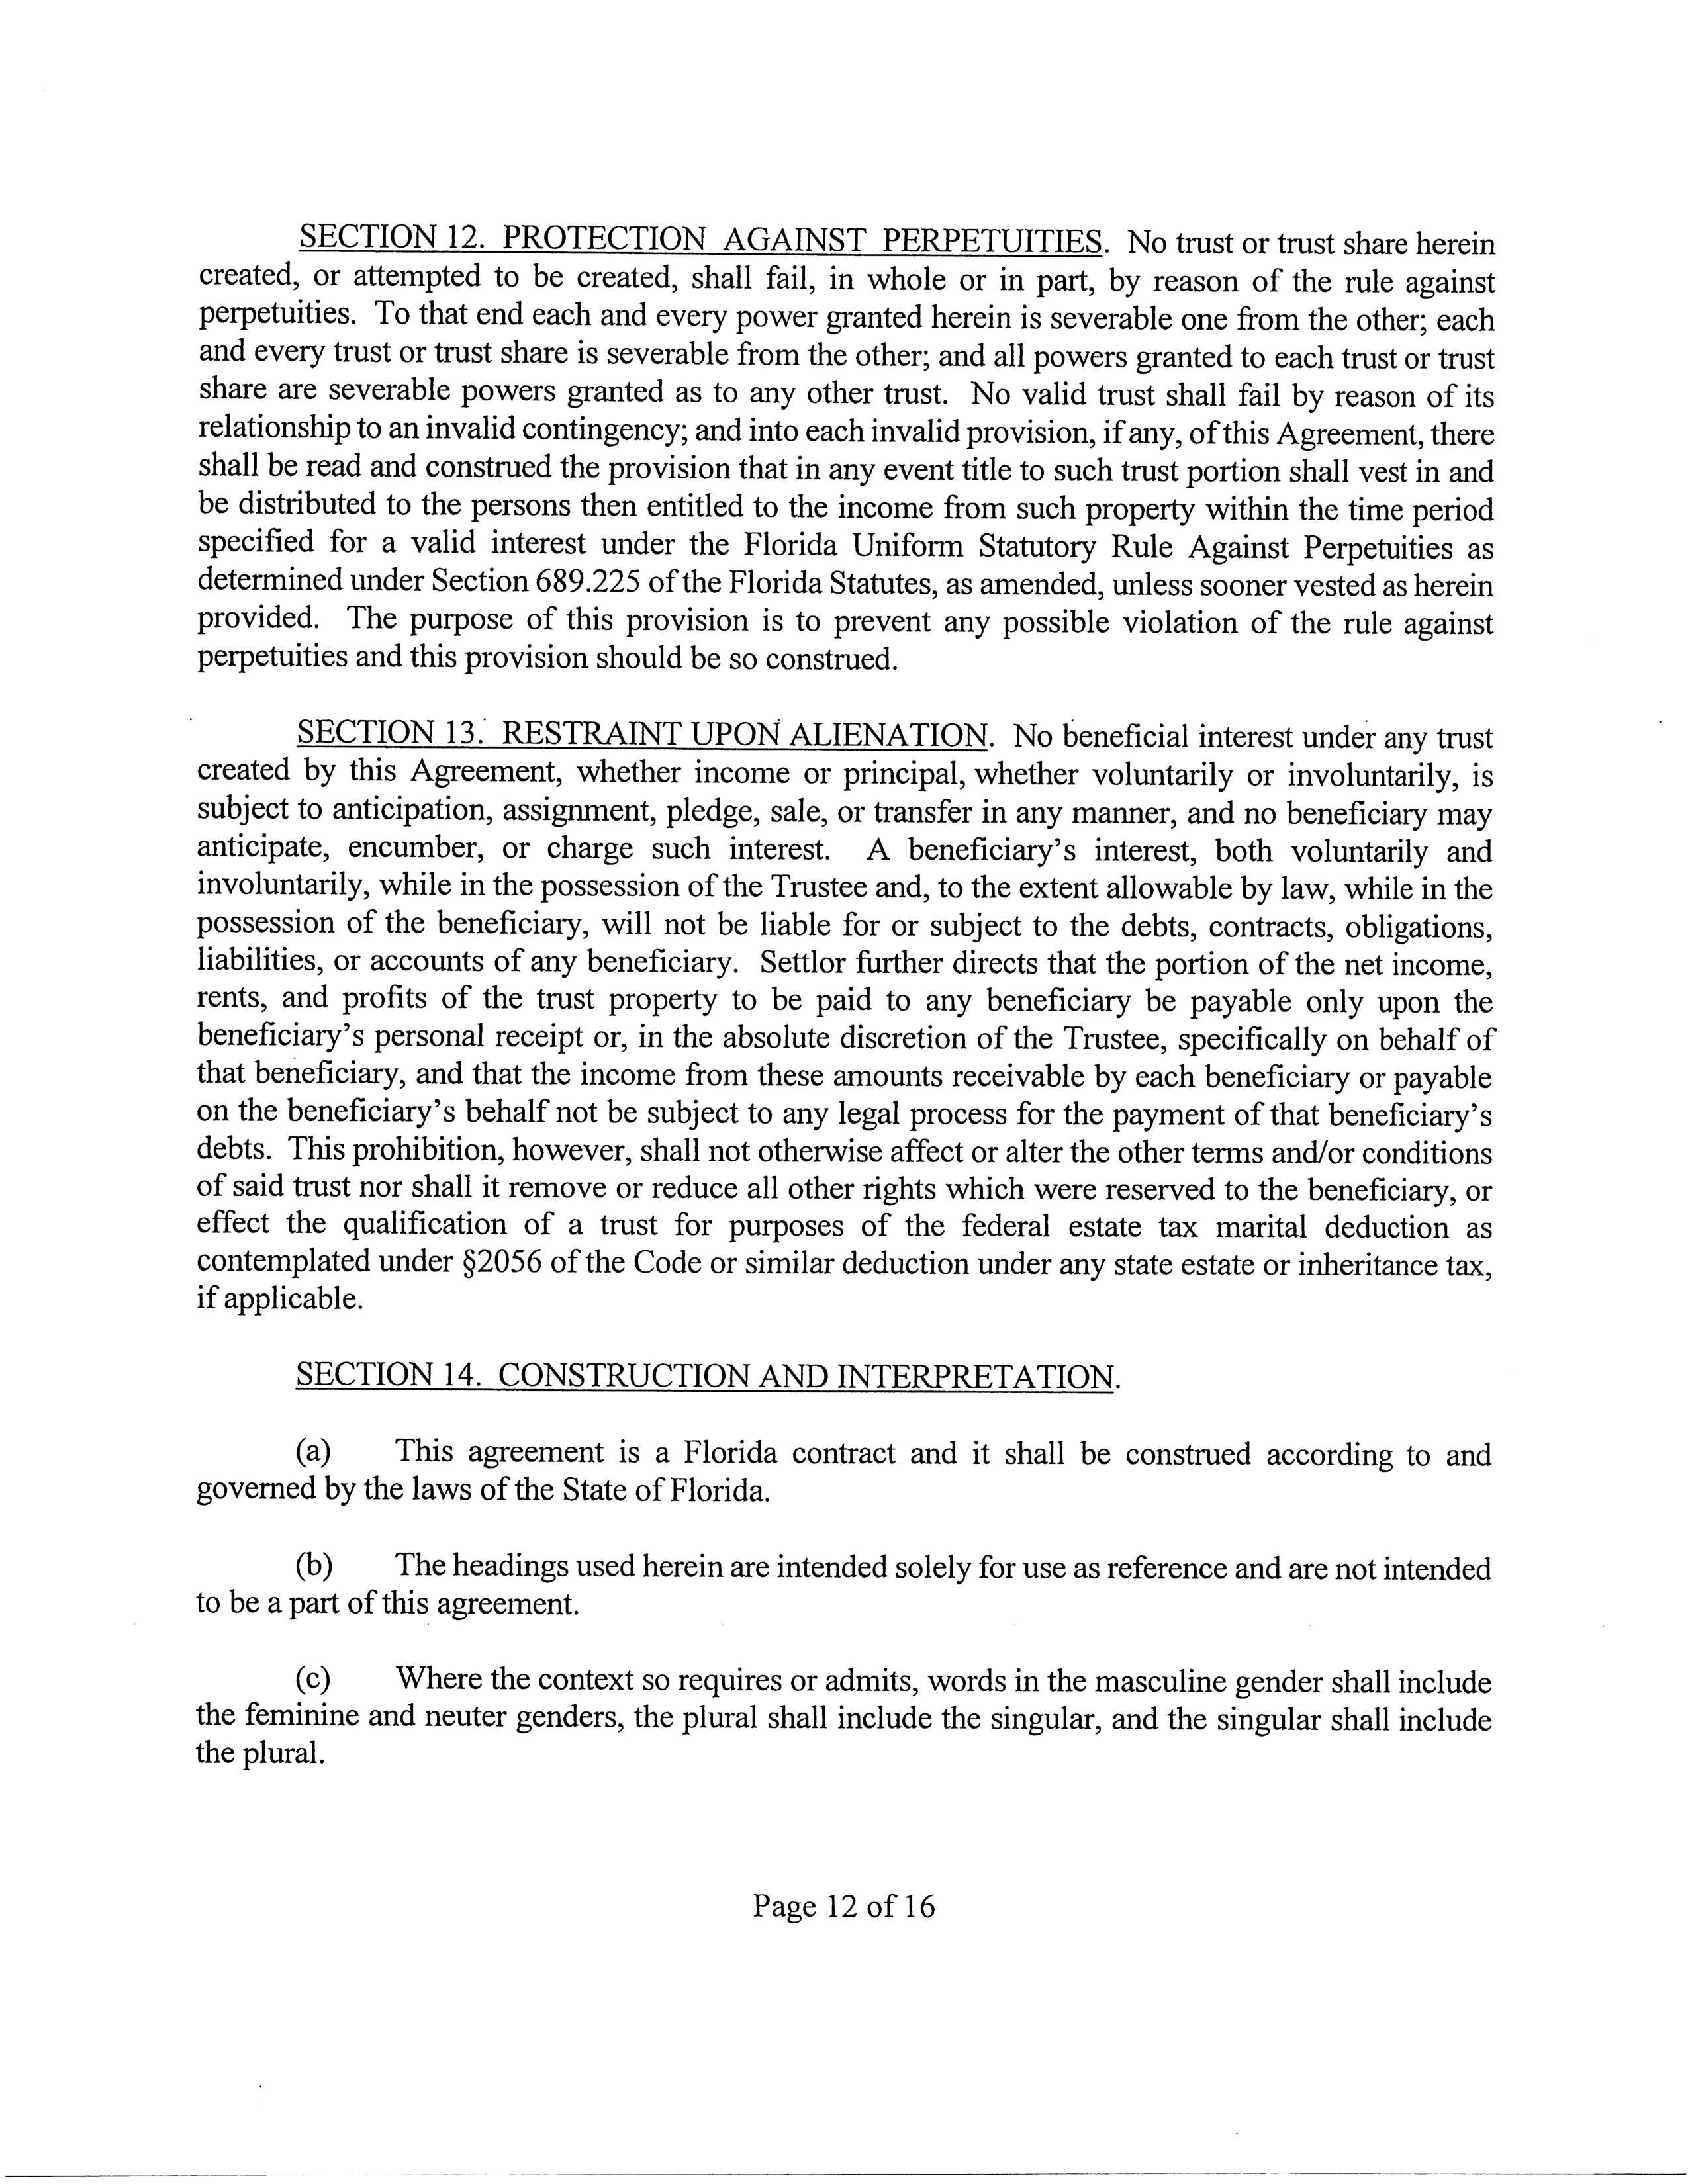 SECTION 12. PROTECTION AGAINST PERPETUITIES. No trust or trust share herein
created, or attempted to be created, shall fail, in whole or in part, by reason of the rule against
perpetuities. To that end each and every power granted herein is severable one from the other; each
and every trust or trust share is severable from the other; and all powers granted to each trust or trust
share are severable powers granted as to any other trust. No valid trust shall fail by reason of its
relationship to an invalid contingency; and into each invalid provision, if any, of this Agreement, there
shall be read and construed the provision that in any event title to such trust portion shall vest in and
be distributed to the persons then entitled to the income from such property within the time period
specified for a valid interest under the Florida Uniform Statutory Rule Against Perpetuities as
determined under Section 689.225 of the Florida Statutes, as amended, unless sooner vested as herein
provided. The purpose of this provision is to prevent any possible violation of the rule against
perpetuities and this provision should be so construed.
SECTION 13. RESTRAINT UPON ALIENATION. No beneficial interest under any trust
created by this Agreement, whether income or principal, whether voluntarily or involuntarily, is
subject to anticipation, assignment, pledge, sale, or transfer in any manner, and no beneficiary may
anticipate, encumber, or charge such interest. A beneficiary's interest, both voluntarily and
involuntarily, while in the possession of the Trustee and, to the extent allowable by law, while in the
possession of the beneficiary, will not be liable for or subject to the debts, contracts, obligations,
liabilities, or accounts of any beneficiary. Settlor further directs that the portion of the net income,
rents, and profits of the trust property to be paid to any beneficiary be payable only upon the
beneficiary's personal receipt or, in the absolute discretion of the Trustee, specifically on behalf of
that beneficiary, and that the income from these amounts receivable by each beneficiary or payable
on the beneficiary's behalf not be subject to any legal process for the payment of that beneficiary's
debts. This prohibition, however, shall not otherwise affect or alter the other terms and/or conditions
of said trust nor shall it remove or reduce all other rights which were reserved to the beneficiary, or
effect the qualification of a trust for purposes of the federal estate tax marital deduction as
contemplated under §2056 of the Code or similar deduction under any state estate or inheritance tax,
if applicable.
SECTION 14. CONSTRUCTION AND INTERPRETATION.
(a) This agreement is a Florida contract and it shall be construed according to and
governed by the laws of the State of Florida.
(b) The headings used herein are intended solely for use as reference and are not intended
to be a part of this agreement.
(c) Where the context so requires or admits, words in the masculine gender shall include
the feminine and neuter genders, the plural shall include the singular, and the singular shall include
the plural.
Page 12 of 16